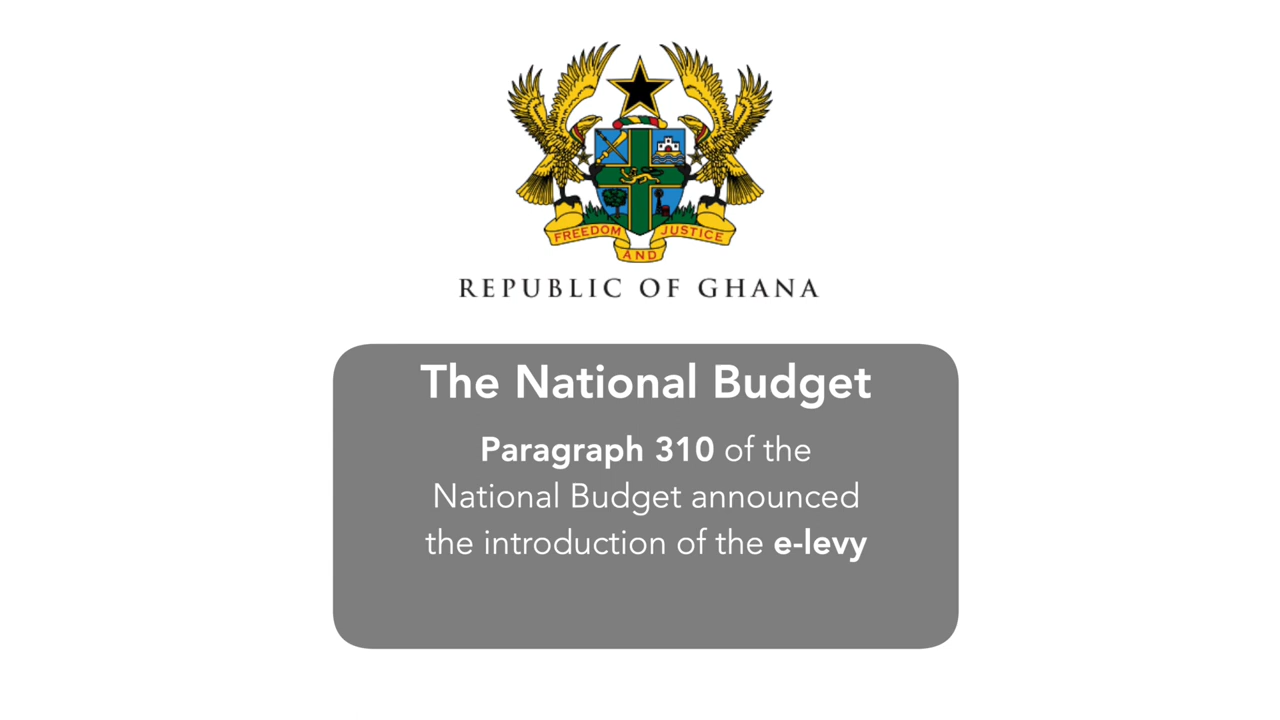 FREEDOM AND JUSTICE
REPUBLIC OF GHANA
The National Budget
Paragraph 310 of the
National Budget announced
the introduction of the e-levy